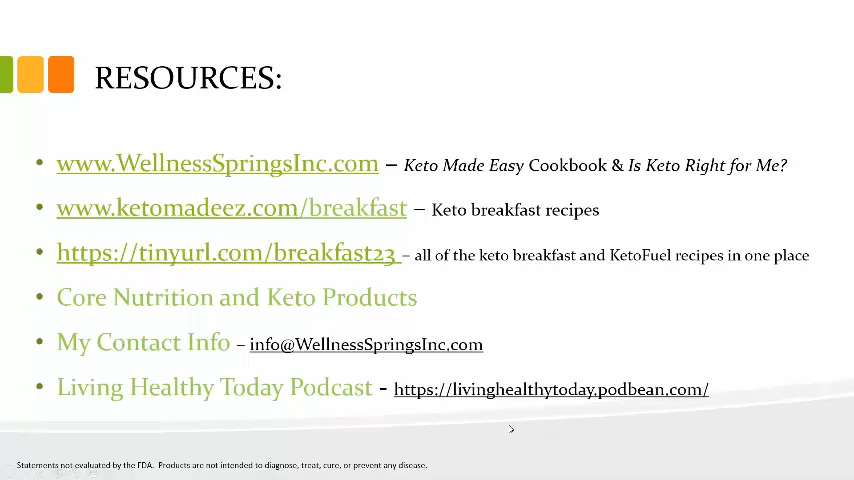 RESOURCES:
• www.WellnessSpringsInc.com – Keto Made Easy Cookbook & Is Keto Right for Me?
• www.ketomadeez.com/breakfast – Keto breakfast recipes
• https://tinyurl.com/breakfast23 – all of the keto breakfast and KetoFuel recipes in one place
• Core Nutrition and Keto Products
• My Contact Info – info@WellnessSpringsInc.com
• Living Healthy Today Podcast - https://livinghealthytoday.podbean.com/
Statements not evaluated by the FDA. Products are not intended to diagnose, treat, cure, or prevent any disease.